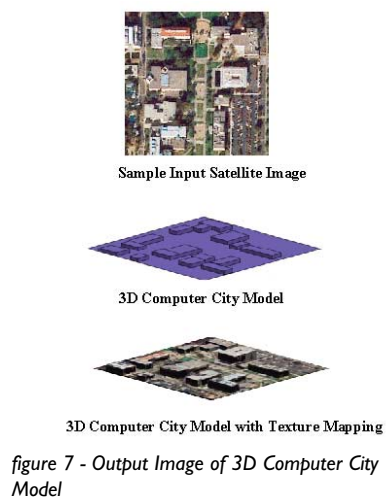 Sample Input Satellite Image
3D Computer City Model
3D Computer City Model with Texture Mapping
figure 7 - Output Image of 3D Computer City
Model